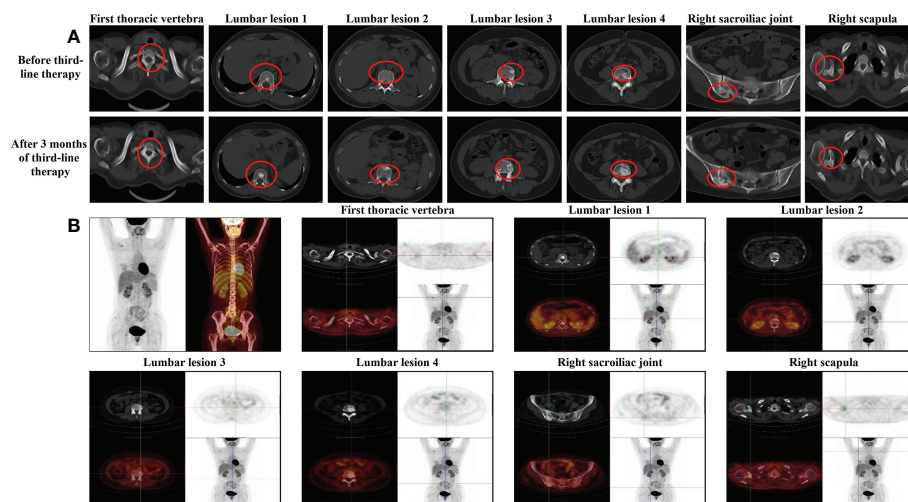 First thoracic vertebra
Lumbar lesion 1
Lumbar lesion 2
Lumbar lesion 3
Lumbar lesion 4
Right sacroiliac joint
Right scapula
A
Before third-
line therapy
After 3 months
of third-line
therapy
B
First thoracic vertebra
Lumbar lesion 1
Lumbar lesion 2
Lumbar lesion 3
Lumbar lesion 4
Right sacroiliac joint
Right scapula